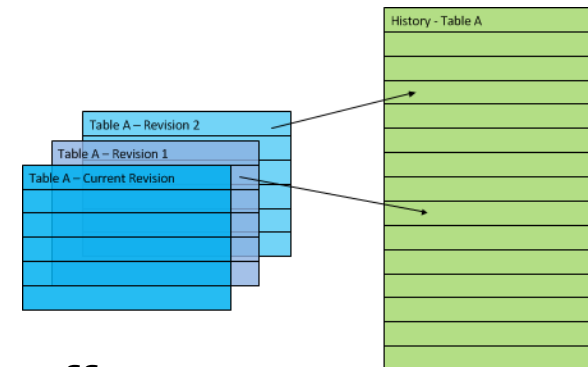 History - Table A
Table A – Revision 2
Table A – Revision 1
Table A – Current Revision